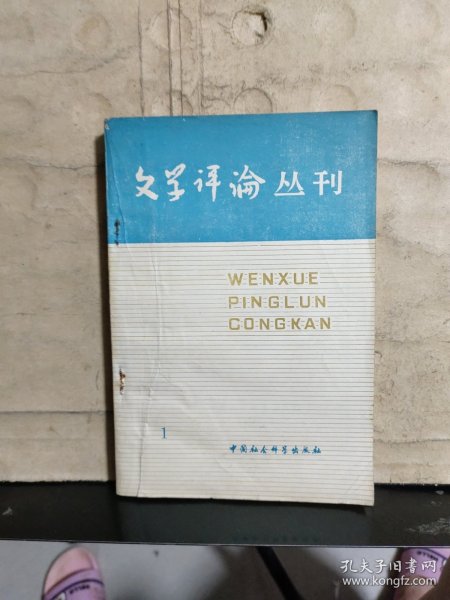 文学评论丛刊
WENXUE
PINGLUN
CONGKAN
1
中国社会科学出版社
孔夫子旧书网
www.kongfz.com